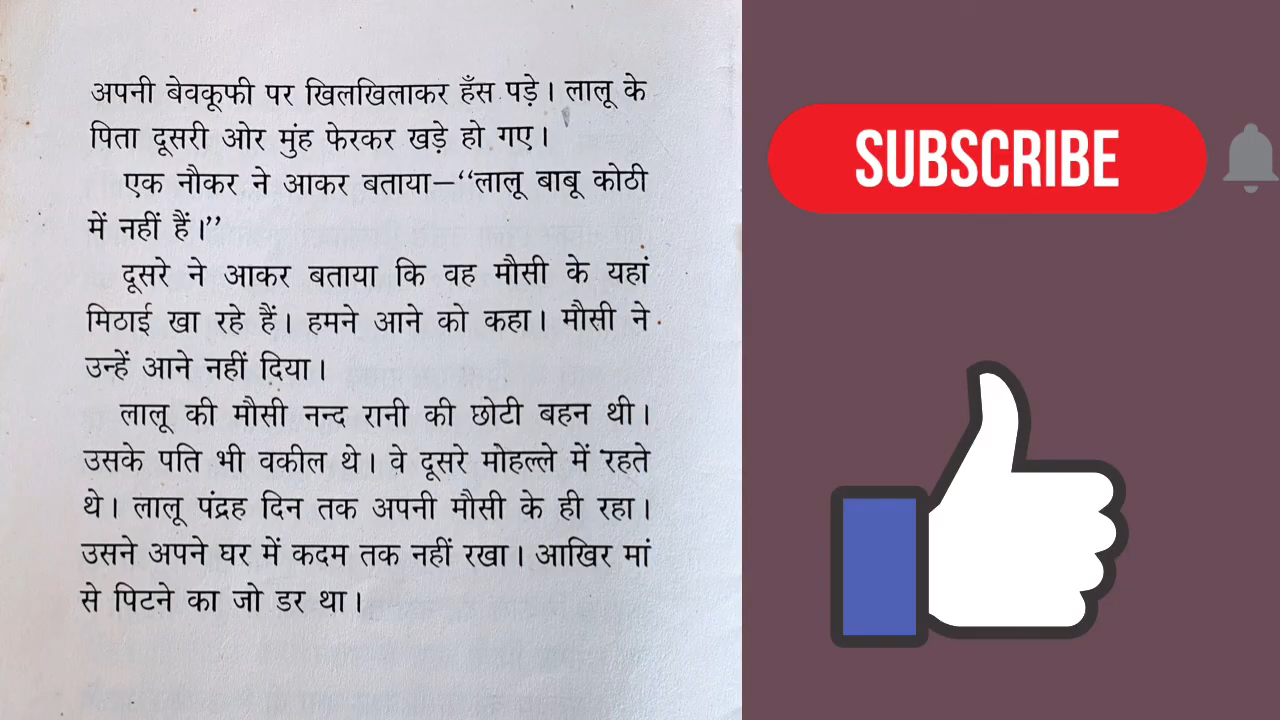 अपनी बेवकूफी पर खिलखिलाकर हँस पड़े। लालू के
पिता दूसरी ओर मुंह फेरकर खड़े हो गए।
एक नौकर ने आकर बताया—“लालू बाबू कोठी
में नहीं हैं।”
दूसरे ने आकर बताया कि वह मौसी के यहां
मिठाई खा रहे हैं। हमने आने को कहा। मौसी ने
उन्हें आने नहीं दिया।
लालू की मौसी नन्द रानी की छोटी बहन थी।
उसके पति भी वकील थे। वे दूसरे मोहल्ले में रहते
थे। लालू पंद्रह दिन तक अपनी मौसी के ही रहा।
उसने अपने घर में कदम तक नहीं रखा। आखिर मां
से पिटने का जो डर था।
SUBSCRIBE